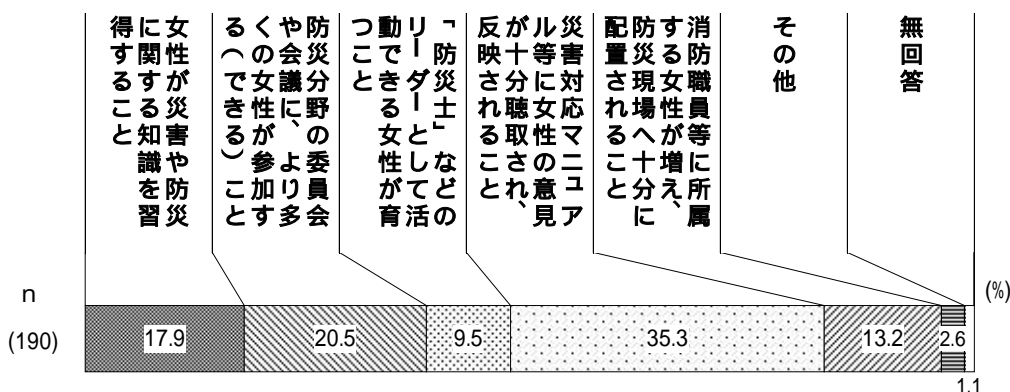 女性が災害や防災
に関する知識を習
得すること
防災分野の委員会
や会議に、より多
くの女性が参加す
る（できる）こと
「防災士」などの
リーダーとして活
動できる女性が育
つこと
災害対応マニュア
ル等に女性の意見
が十分聴取され、
反映されること
消防職員等に所属
する女性が増え、
防災現場へ十分に
配置されること
その他
無回答
(%)
n
(190)
17.9
20.5
9.5
35.3
13.2
2.6
1.1